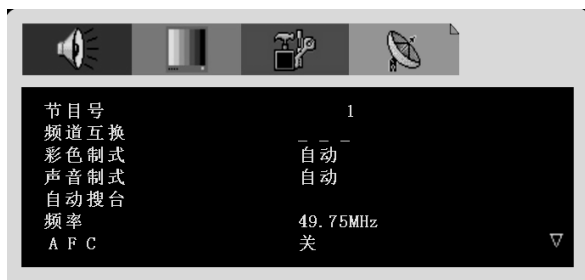 节目号 1
频道互换 _ _ _
彩色制式 自动
声音制式 自动
自动搜台
频率 49.75MHz
AFC 关